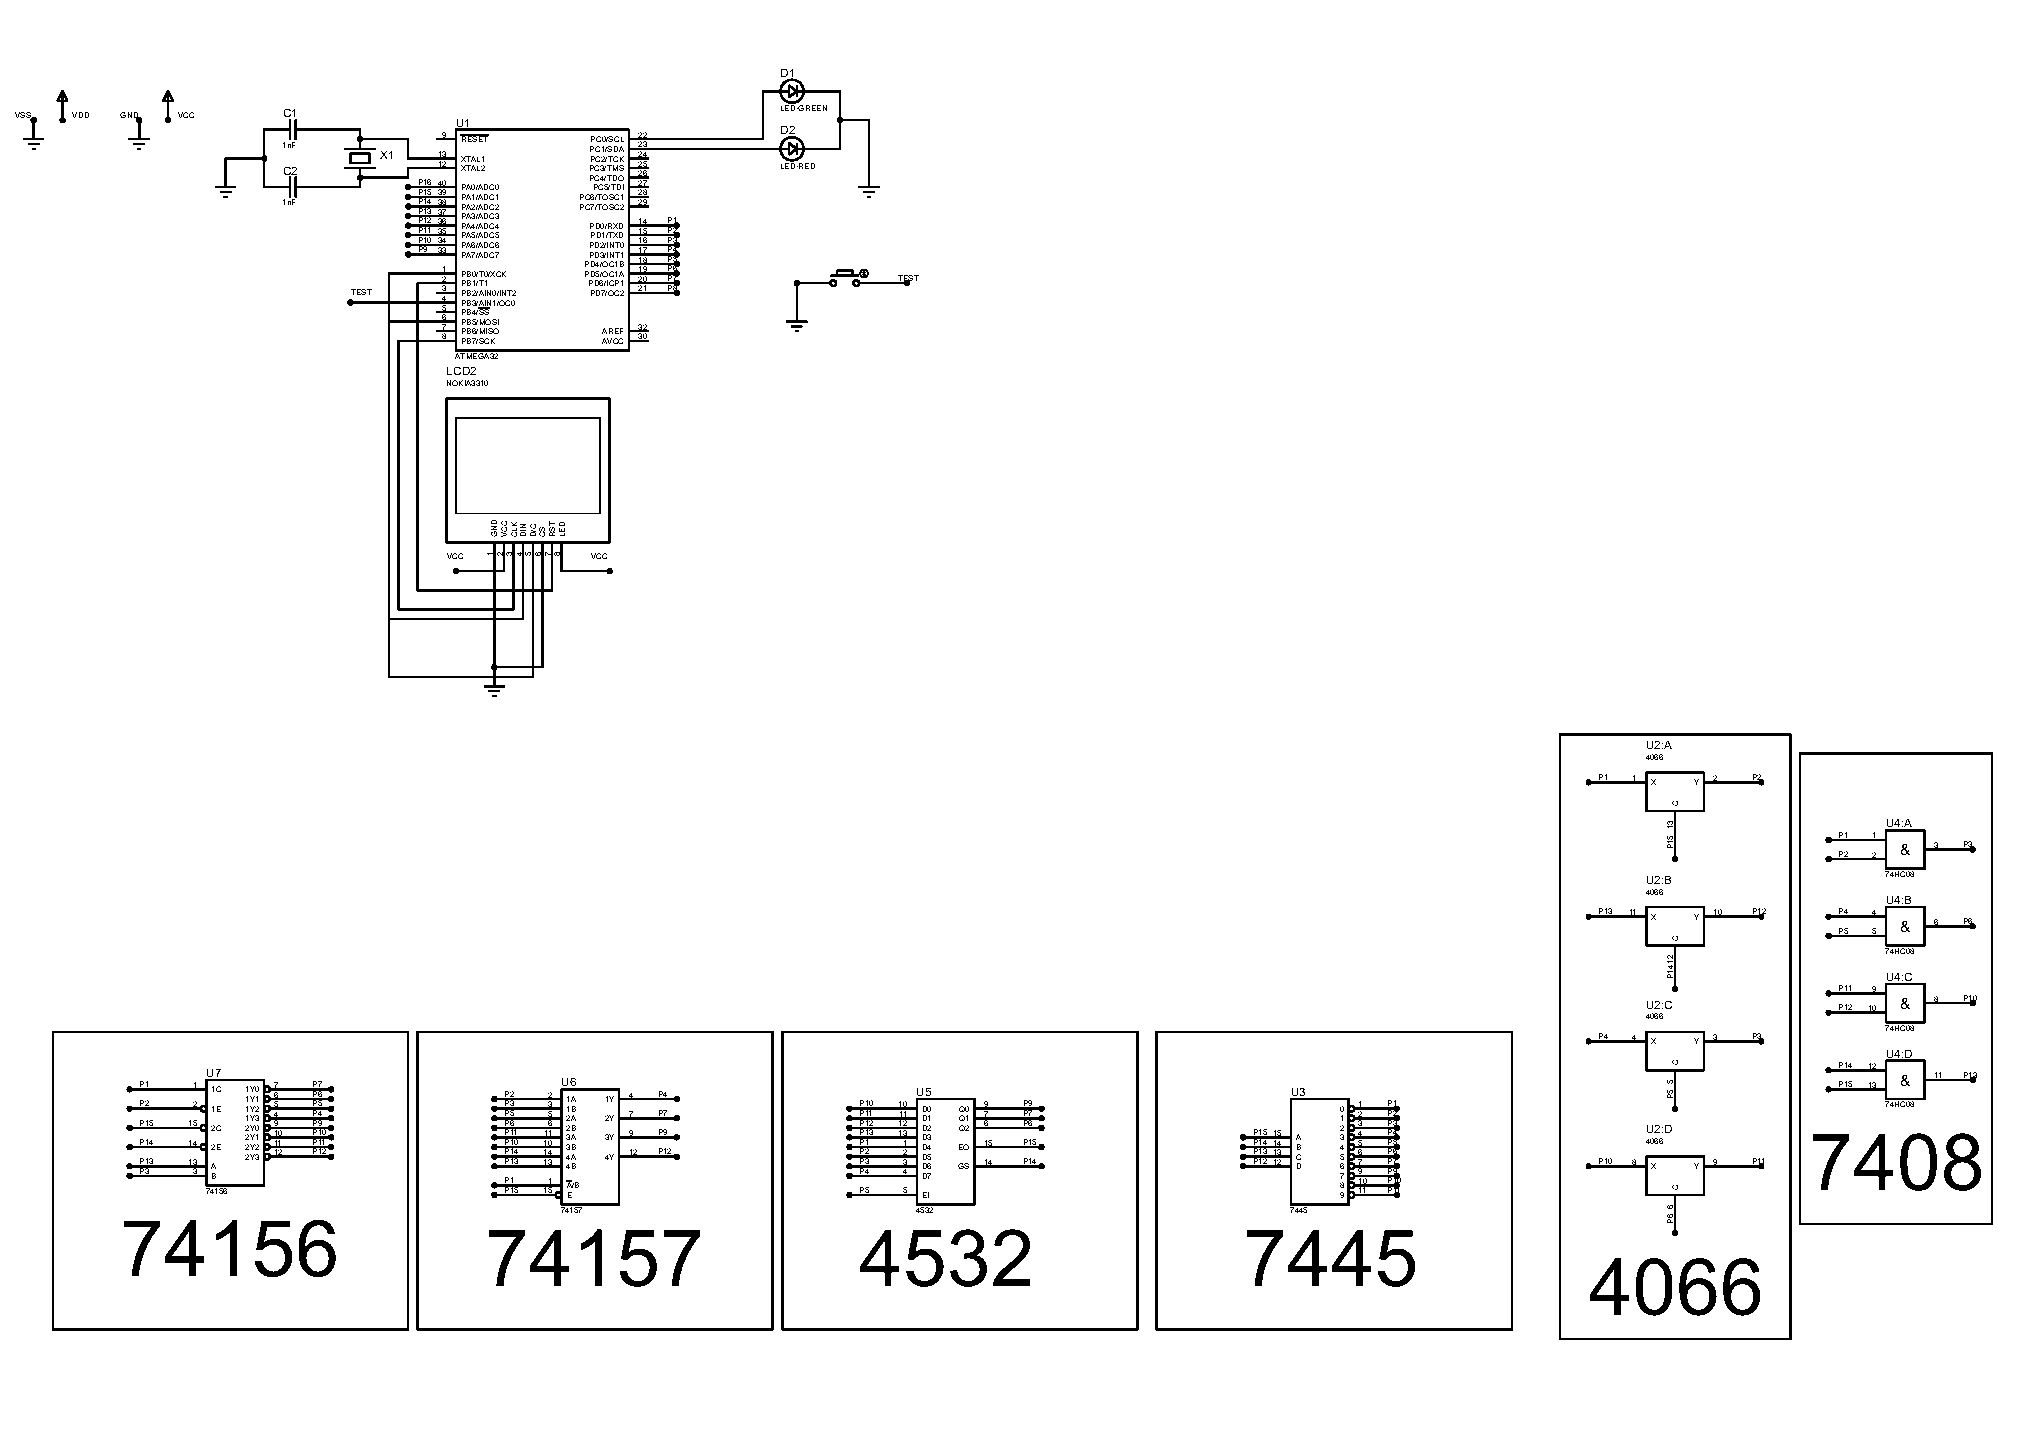 VSS
VDD
GND
VCC
C1
1nF
C2
1nF
X1
U1
9 RESET
13 XTAL1
12 XTAL2
P16 40 PA0/ADC0
P15 39 PA1/ADC1
P14 38 PA2/ADC2
P13 37 PA3/ADC3
P12 36 PA4/ADC4
P11 35 PA5/ADC5
P10 34 PA6/ADC6
P9 33 PA7/ADC7
1 PB0/T0/XCK
2 PB1/T1
3 PB2/AIN0/INT2
TEST 4 PB3/AIN1/OC0
5 PB4/SS
6 PB5/MOSI
7 PB6/MISO
8 PB7/SCK
PC0/SCL 22
PC1/SDA 23
PC2/TCK 24
PC3/TMS 25
PC4/TDO 26
PC5/TDI 27
PC6/TOSC1 28
PC7/TOSC2 29
PD0/RXD 14 P1
PD1/TXD 15
PD2/INT0 16
PD3/INT1 17
PD4/OC1B 18
PD5/OC1A 19
PD6/ICP1 20
PD7/OC2 21 P8
AREF 32
AVCC 30
ATMEGA32
D1
LED-GREEN
D2
LED-RED
TEST
LCD2
NOKIA3310
GND VCC CLK DIN D/C CS RST LED
1 2 3 4 5 6 7 8
VCC
VCC
U7
P1 1 1C 1Y0 7 P7
1Y1 6 P6
P2 2 1E 1Y2 5 P5
1Y3 4 P4
P15 15 2C 2Y0 9 P9
2Y1 10 P10
P14 14 2E 2Y2 11 P11
2Y3 12 P12
P13 13 A
P3 3 B
74156
74156
U6
P2 2 1A 1Y 4 P4
P3 3 1B
P5 5 2A 2Y 7 P7
P6 6 2B
P11 11 3A 3Y 9 P9
P10 10 3B
P14 14 4A 4Y 12 P12
P13 13 4B
P1 1 A/B
P15 15 E
74157
74157
U5
P10 10 D0 Q0 9 P9
P11 11 D1 Q1 7 P7
P12 12 D2 Q2 6 P6
P13 13 D3
P1 1 D4 EO 15 P15
P2 2 D5
P3 3 D6 GS 14 P14
P4 4 D7
P5 5 EI
4532
4532
U3
0 1 P1
1 2
2 3
P15 15 A 3 4
P14 14 B 4 5
P13 13 C 5 6
P12 12 D 6 7
7 9
8 10
9 11
7445
7445
U2:A
4066
P1 1 X Y 2 P2
C
P15 13
U2:B
4066
P13 11 X Y 10 P12
C
P14 12
U2:C
4066
P4 4 X Y 3 P3
C
P5 5
U2:D
4066
P10 8 X Y 9 P11
C
P6 6
4066
U4:A
P1 1 & 3 P3
P2 2
74HC08
U4:B
P4 4 & 6 P6
P5 5
74HC08
U4:C
P11 9 & 8 P10
P12 10
74HC08
U4:D
P14 12 & 11 P13
P15 13
74HC08
7408